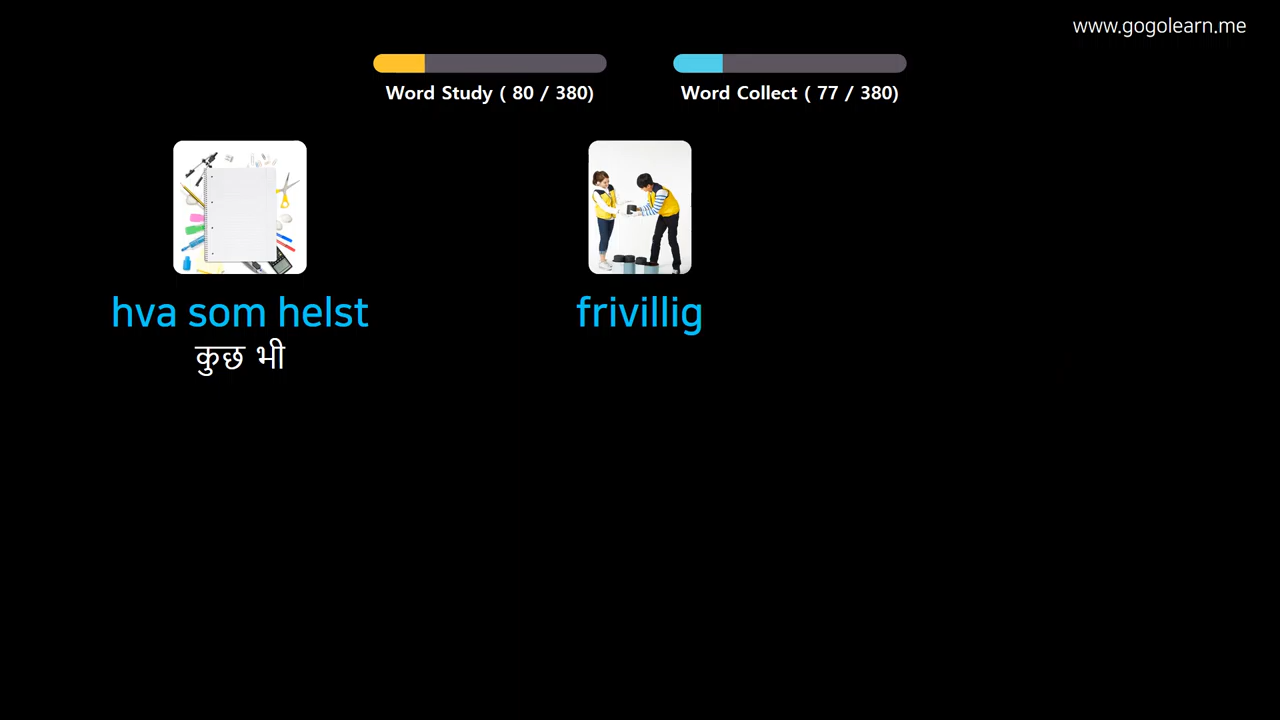 www.gogolearn.me
Word Study ( 80 / 380)
Word Collect ( 77 / 380)
hva som helst
कुछ भी
frivillig